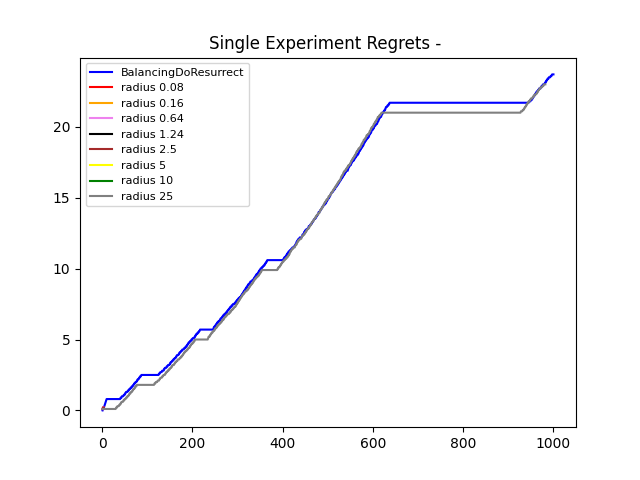 Single Experiment Regrets -
BalancingDoResurrect
radius 0.08
radius 0.16
radius 0.64
radius 1.24
radius 2.5
radius 5
radius 10
radius 25
20
15
10
5
0
0 200 400 600 800 1000